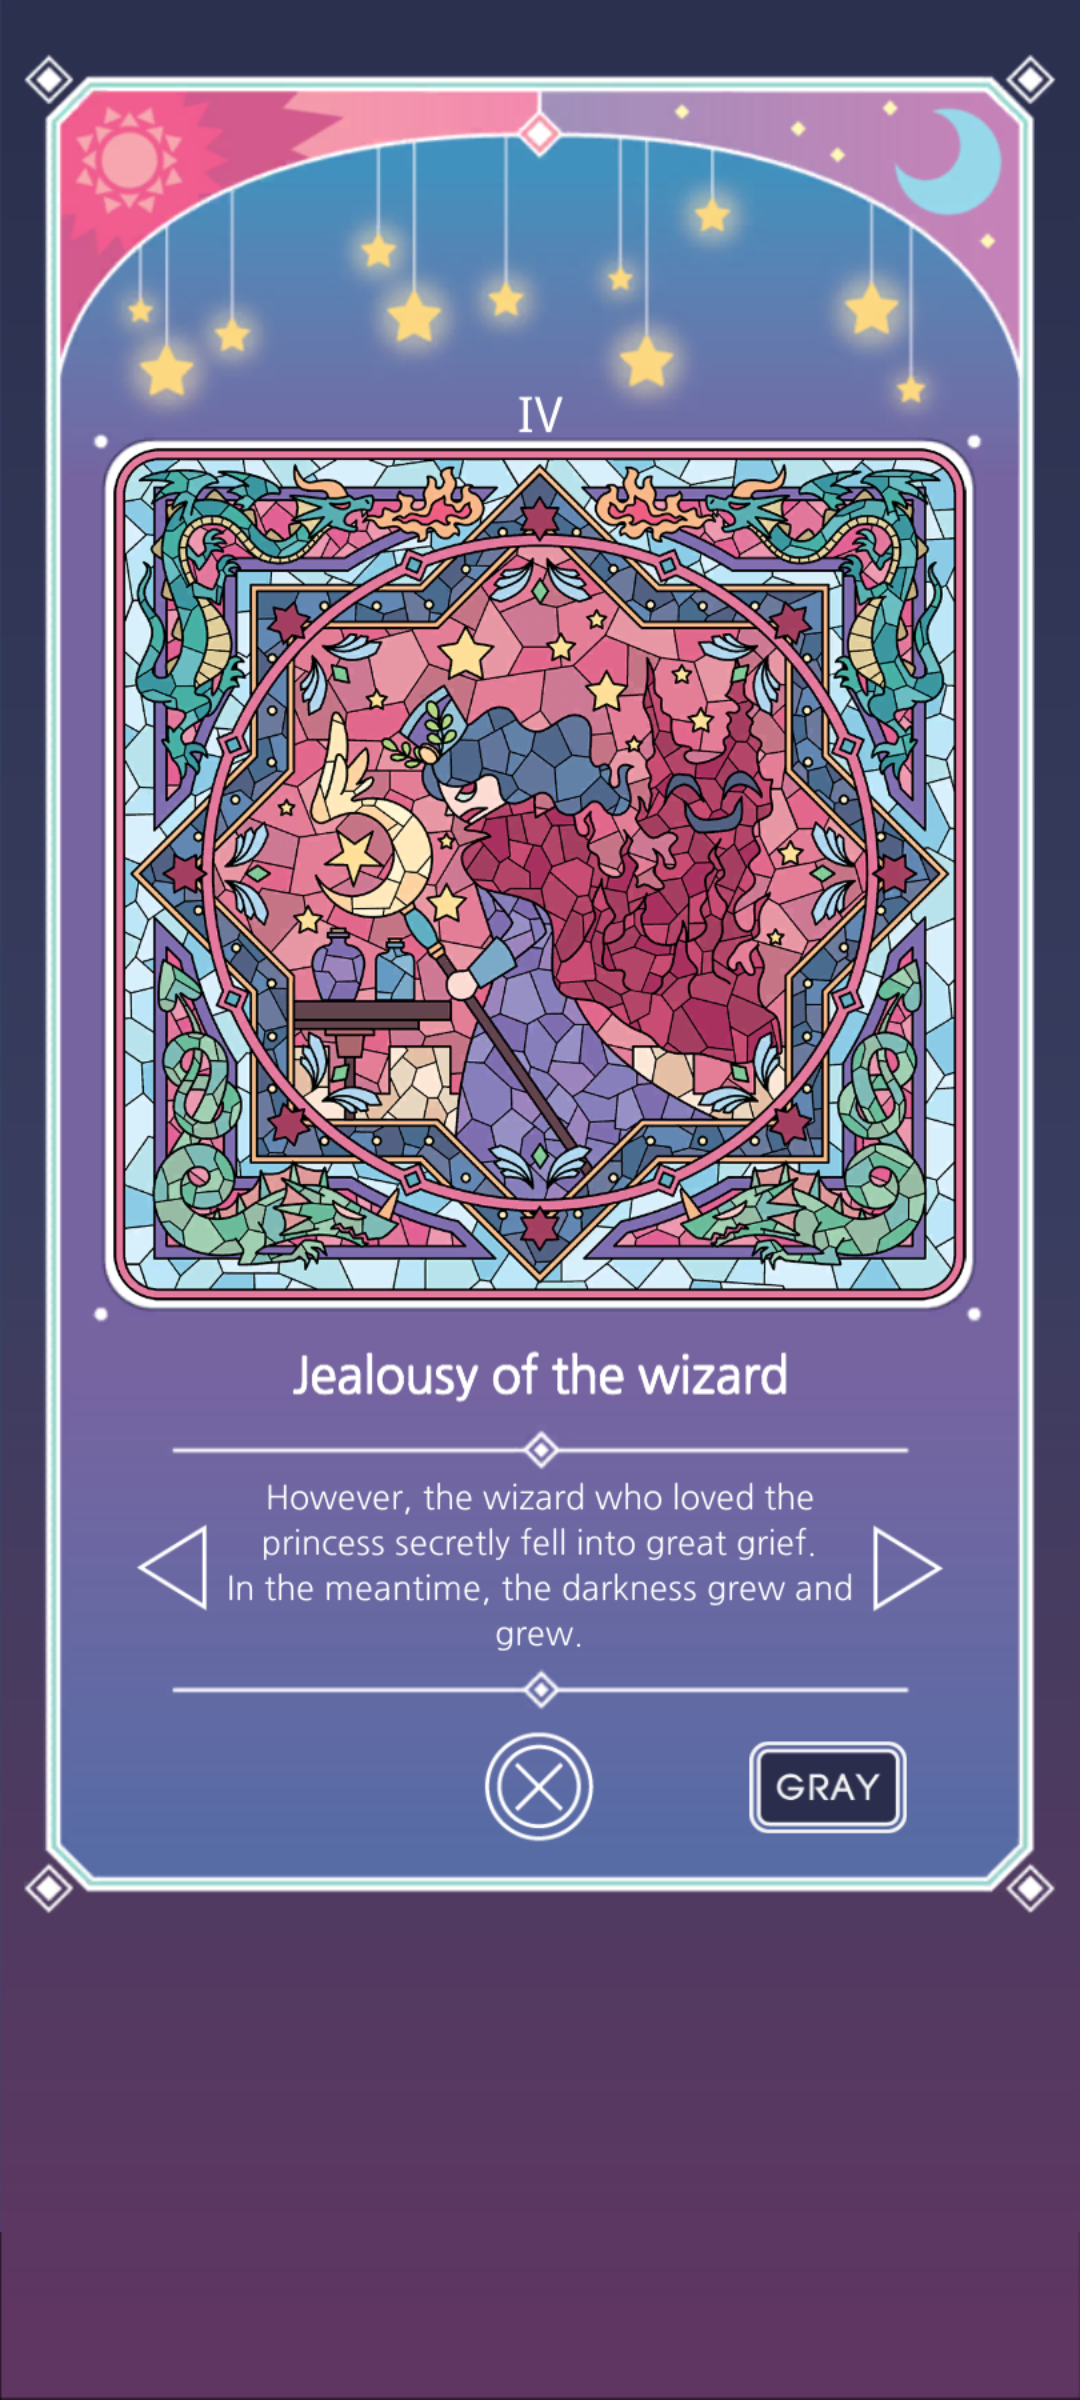 IV
Jealousy of the wizard
However, the wizard who loved the
princess secretly fell into great grief.
In the meantime, the darkness grew and
grew.
GRAY